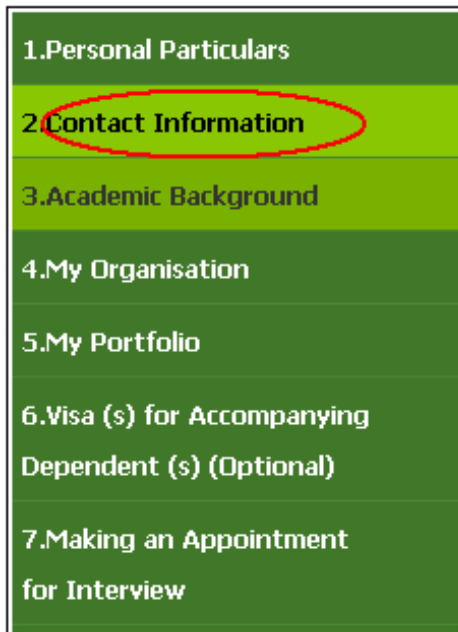 1.Personal Particulars
2.Contact Information
3.Academic Background
4.My Organisation
5.My Portfolio
6.Visa (s) for Accompanying
Dependent (s) (Optional)
7.Making an Appointment
for Interview